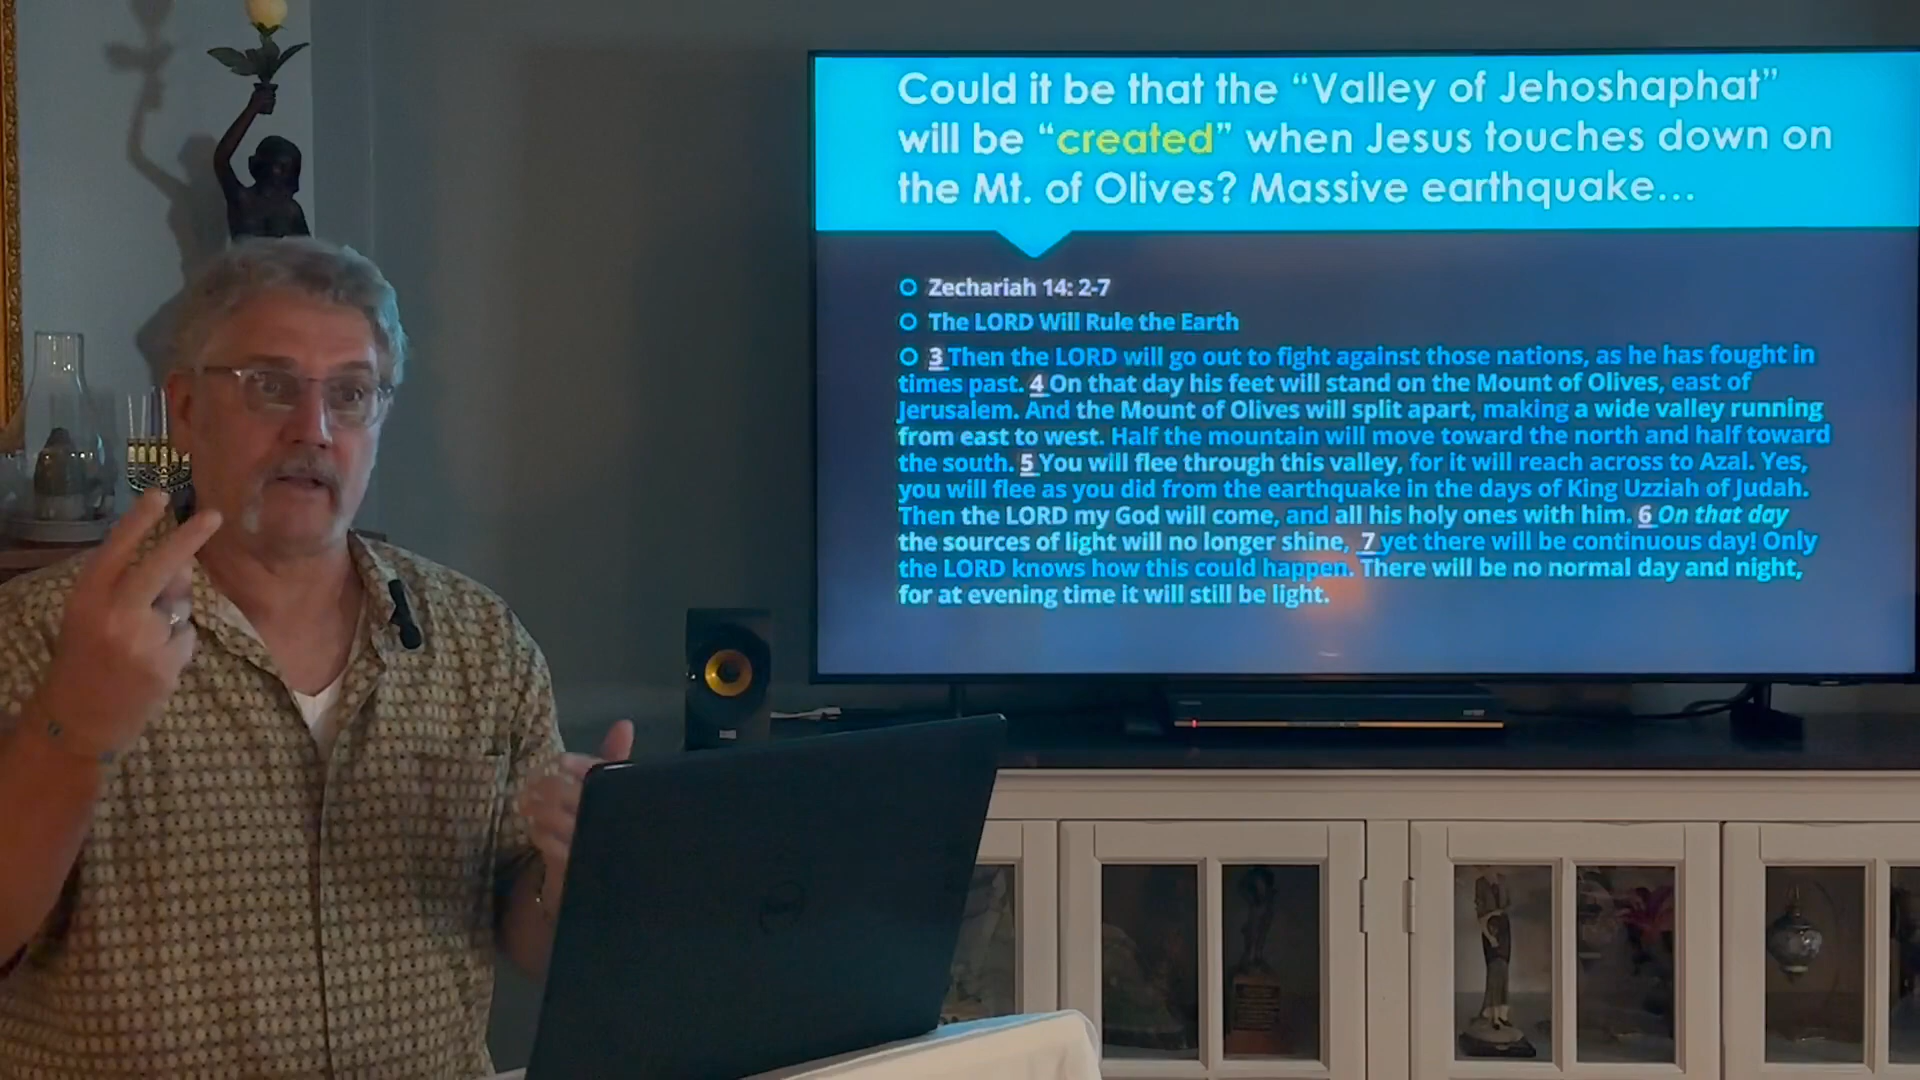 Could it be that the “Valley of Jehoshaphat”
will be “created” when Jesus touches down on
the Mt. of Olives? Massive earthquake…
Zechariah 14: 2-7
The LORD Will Rule the Earth
3 Then the LORD will go out to fight against those nations, as he has fought in
times past. 4 On that day his feet will stand on the Mount of Olives, east of
Jerusalem. And the Mount of Olives will split apart, making a wide valley running
from east to west. Half the mountain will move toward the north and half toward
the south. 5 You will flee through this valley, for it will reach across to Azal. Yes,
you will flee as you did from the earthquake in the days of King Uzziah of Judah.
Then the LORD my God will come, and all his holy ones with him. 6 On that day
the sources of light will no longer shine, 7 yet there will be continuous day! Only
the LORD knows how this could happen. There will be no normal day and night,
for at evening time it will still be light.